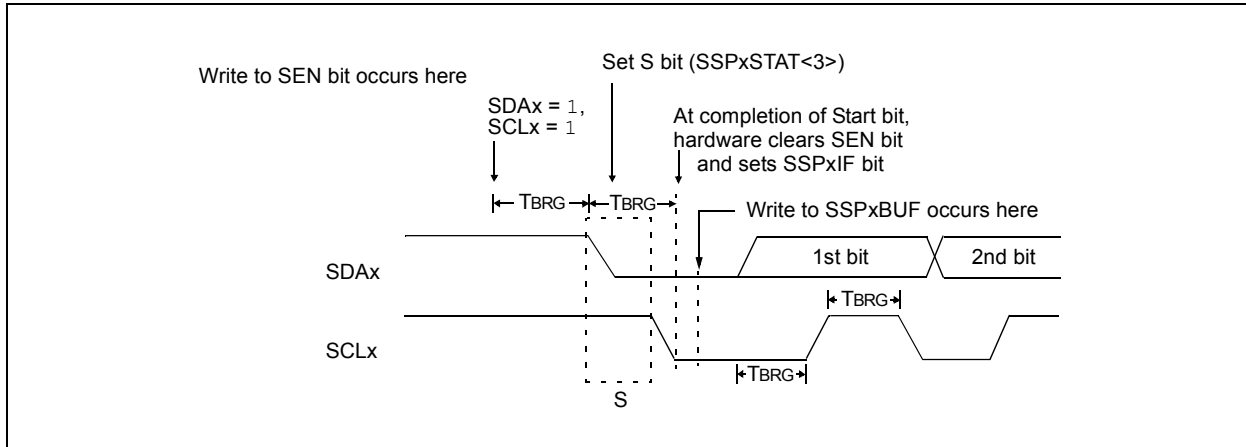 Set S bit (SSPxSTAT<3>)
Write to SEN bit occurs here
SDAx = 1,
SCLx = 1
At completion of Start bit,
hardware clears SEN bit
and sets SSPxIF bit
TBRG
TBRG
Write to SSPxBUF occurs here
SDAx
1st bit
2nd bit
TBRG
SCLx
TBRG
S